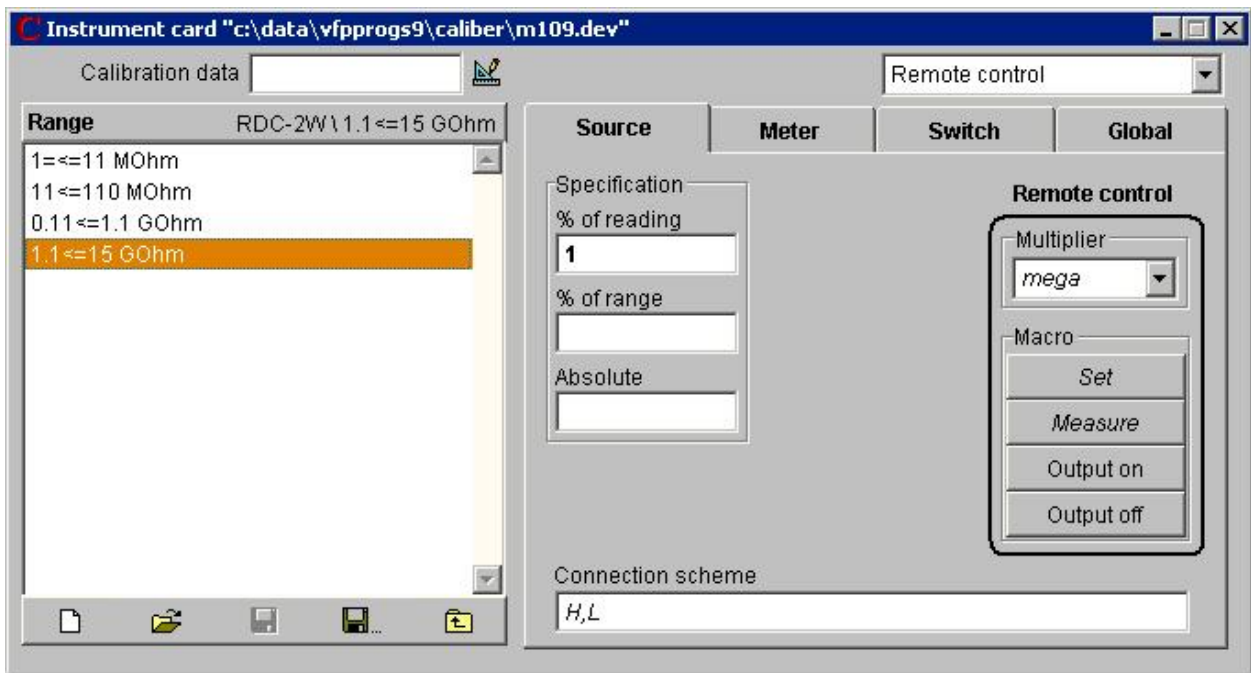 Instrument card "c:\data\vfpprogs9\caliber\m109.dev"
Calibration data
Remote control
Range RDC-2W\1.1<=15 GOhm
1=<=11 MOhm
11<=110 MOhm
0.11<=1.1 GOhm
1.1<=15 GOhm
Source Meter Switch Global
Specification
% of reading
1
% of range
Absolute
Remote control
Multiplier
mega
Macro
Set
Measure
Output on
Output off
Connection scheme
H,L